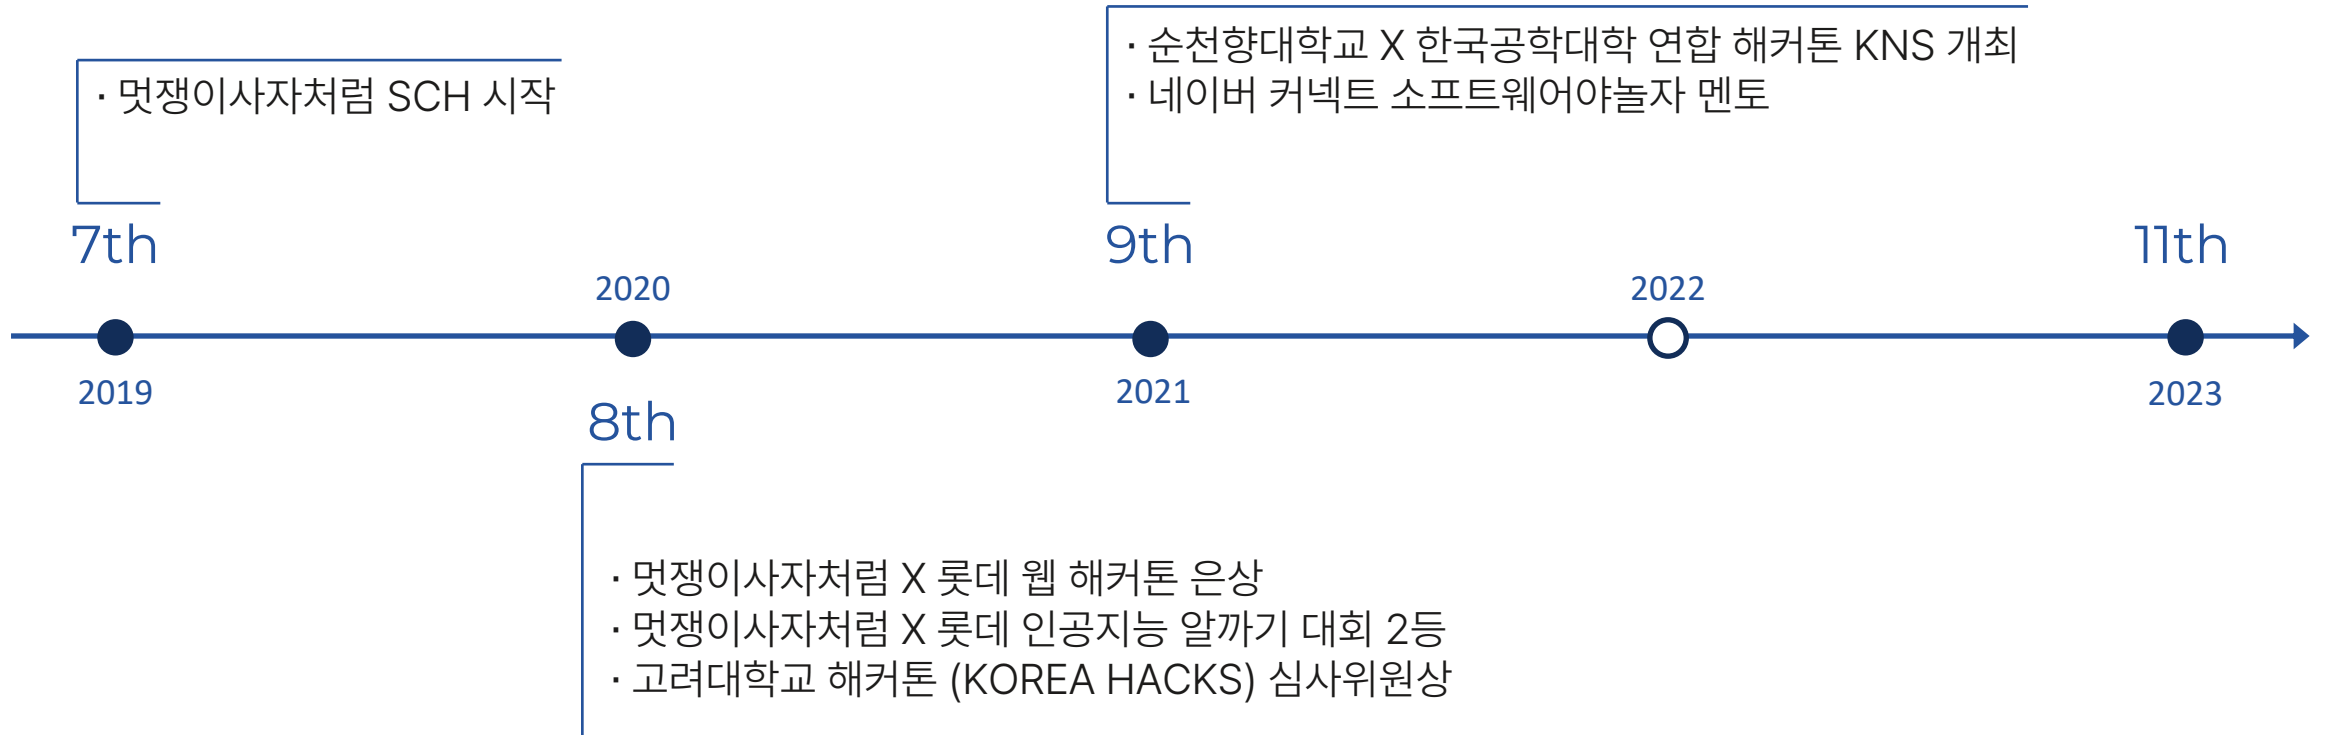 · 멋쟁이사자처럼 SCH 시작
· 순천향대학교 X 한국공학대학 연합 해커톤 KNS 개최
· 네이버 커넥트 소프트웨어야놀자 멘토
7th
9th
11th
2020
2022
2019
2021
2023
8th
· 멋쟁이사자처럼 X 롯데 웹 해커톤 은상
· 멋쟁이사자처럼 X 롯데 인공지능 알까기 대회 2등
· 고려대학교 해커톤 (KOREA HACKS) 심사위원상